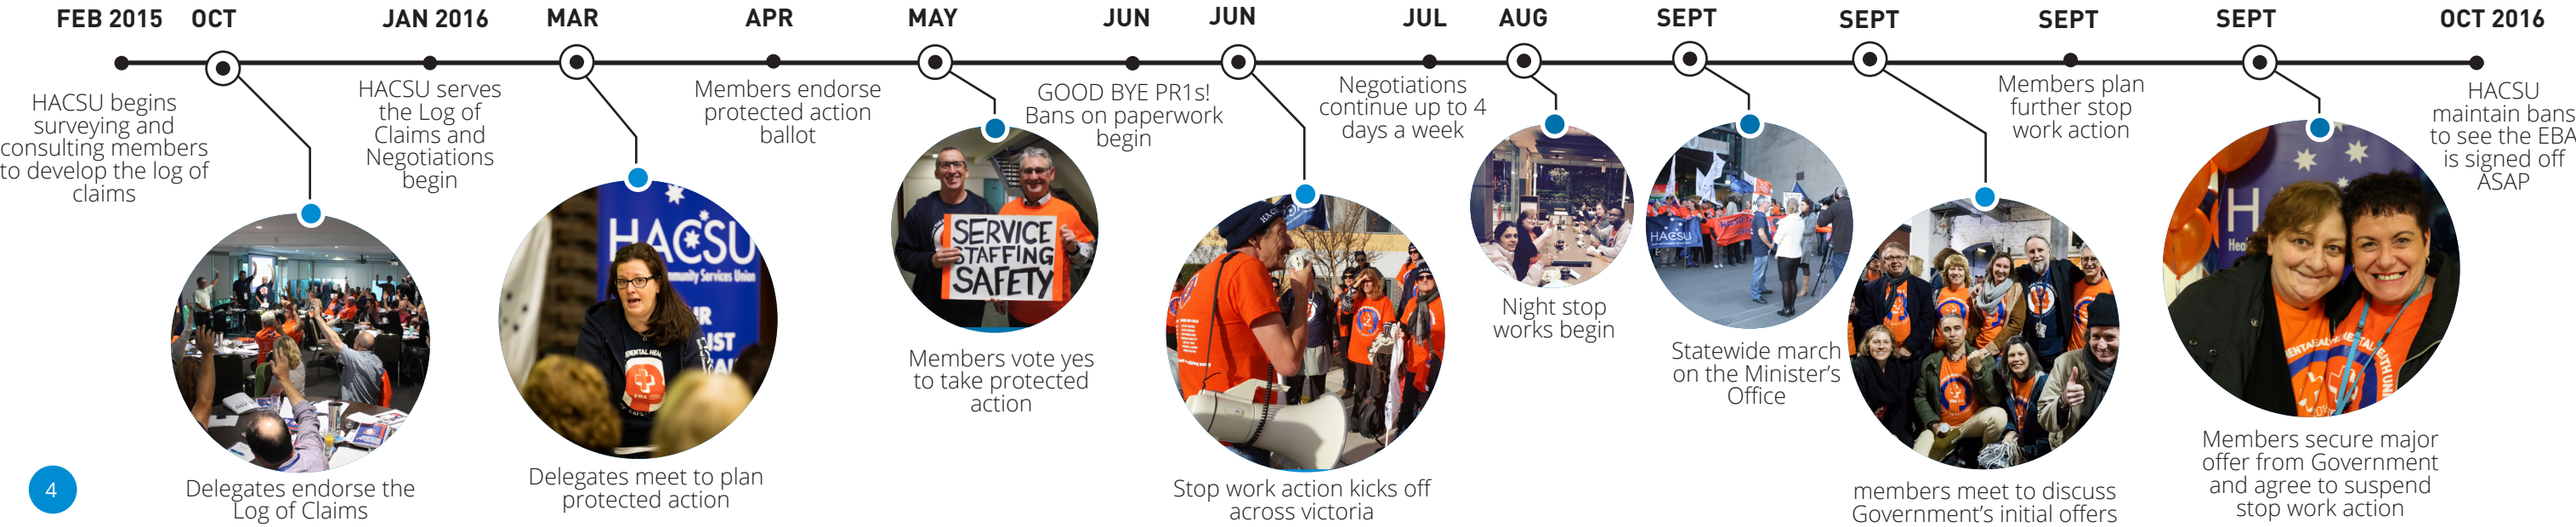 FEB 2015
OCT
JAN 2016
MAR
APR
MAY
JUN
JUN
JUL
AUG
SEPT
SEPT
SEPT
SEPT
OCT 2016
HACSU begins
surveying and
consulting members
to develop the log of
claims
Delegates endorse the
Log of Claims
HACSU serves
the Log of
Claims and
Negotiations
begin
HACSU
munity Services Union
Delegates meet to plan
protected action
Members endorse
protected action
ballot
SERVICE
STAFFING
SAFETY
Members vote yes
to take protected
action
GOOD BYE PR1s!
Bans on paperwork
begin
Stop work action kicks off
across victoria
Negotiations
continue up to 4
days a week
Night stop
works begin
HACSU
Statewide march
on the Minister's
Office
members meet to discuss
Government's initial offers
Members plan
further stop
work action
Members secure major
offer from Government
and agree to suspend
stop work action
HACSU
maintain bans
to see the EBA
is signed off
ASAP
4